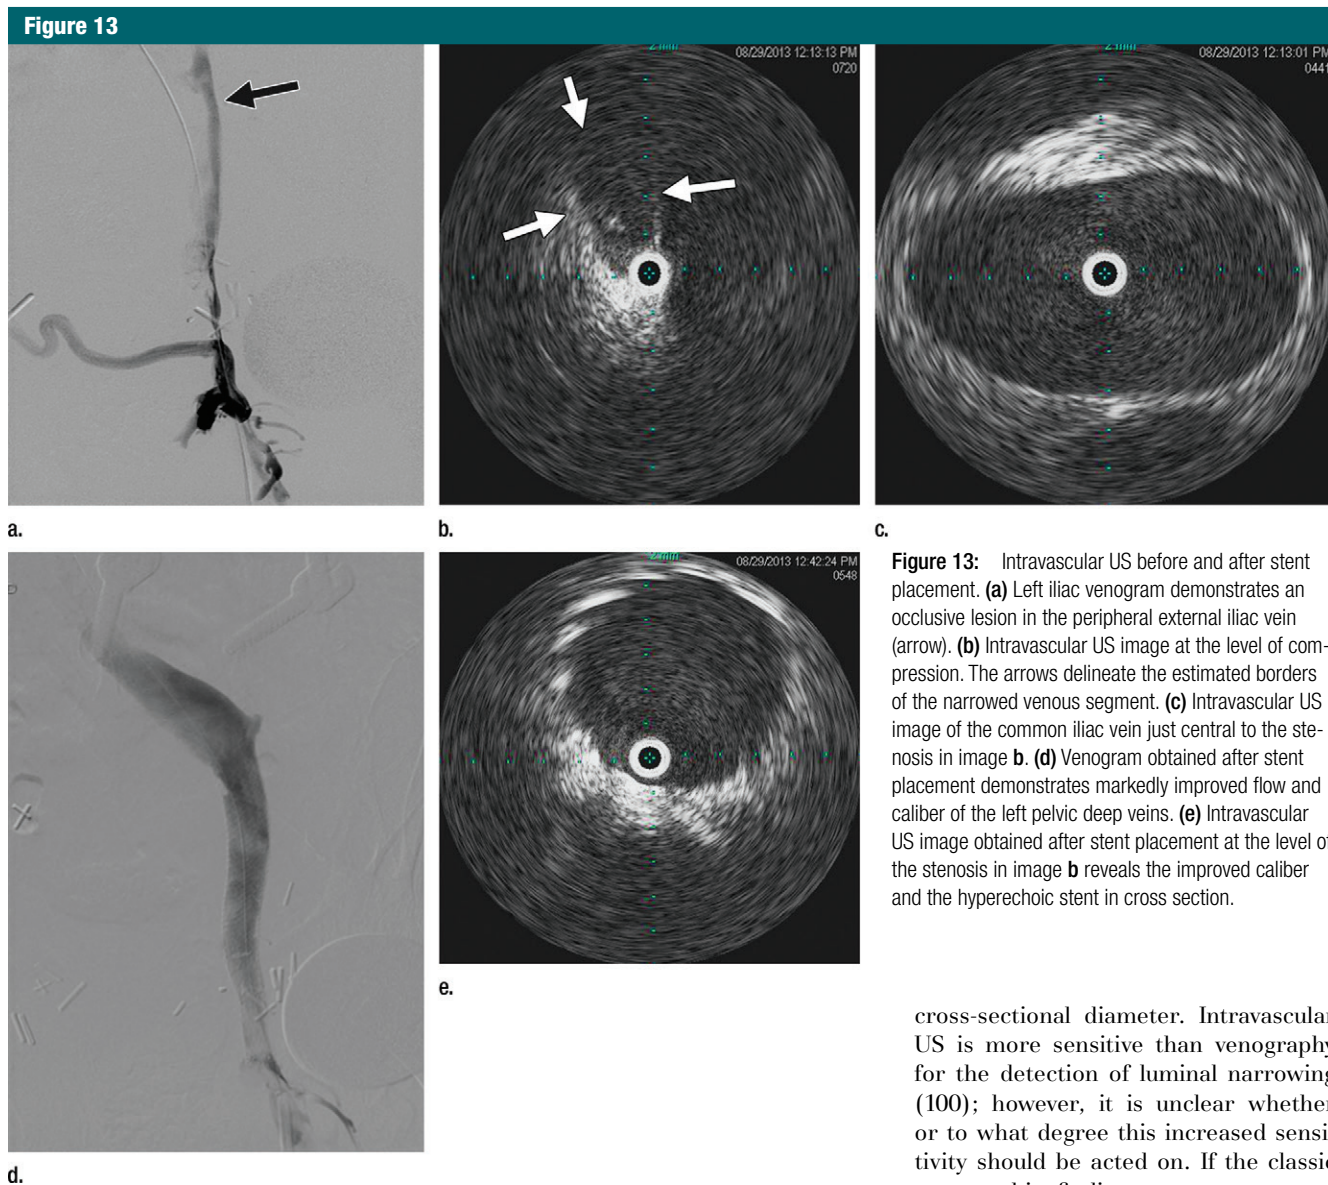 Figure 13
2 mm
08/29/2013 12:13:13 PM
0720
2 mm
08/29/2013 12:13:01 PM
0441
a.
b.
c.
2 mm
08/29/2013 12:42:24 PM
0548
Figure 13: Intravascular US before and after stent
placement. (a) Left iliac venogram demonstrates an
occlusive lesion in the peripheral external iliac vein
(arrow). (b) Intravascular US image at the level of com-
pression. The arrows delineate the estimated borders
of the narrowed venous segment. (c) Intravascular US
image of the common iliac vein just central to the ste-
nosis in image b. (d) Venogram obtained after stent
placement demonstrates markedly improved flow and
caliber of the left pelvic deep veins. (e) Intravascular
US image obtained after stent placement at the level of
the stenosis in image b reveals the improved caliber
and the hyperechoic stent in cross section.
e.
d.
cross-sectional diameter. Intravascular
US is more sensitive than venography
for the detection of luminal narrowing
(100); however, it is unclear whether
or to what degree this increased sensi
tivity should be acted on. If the classic